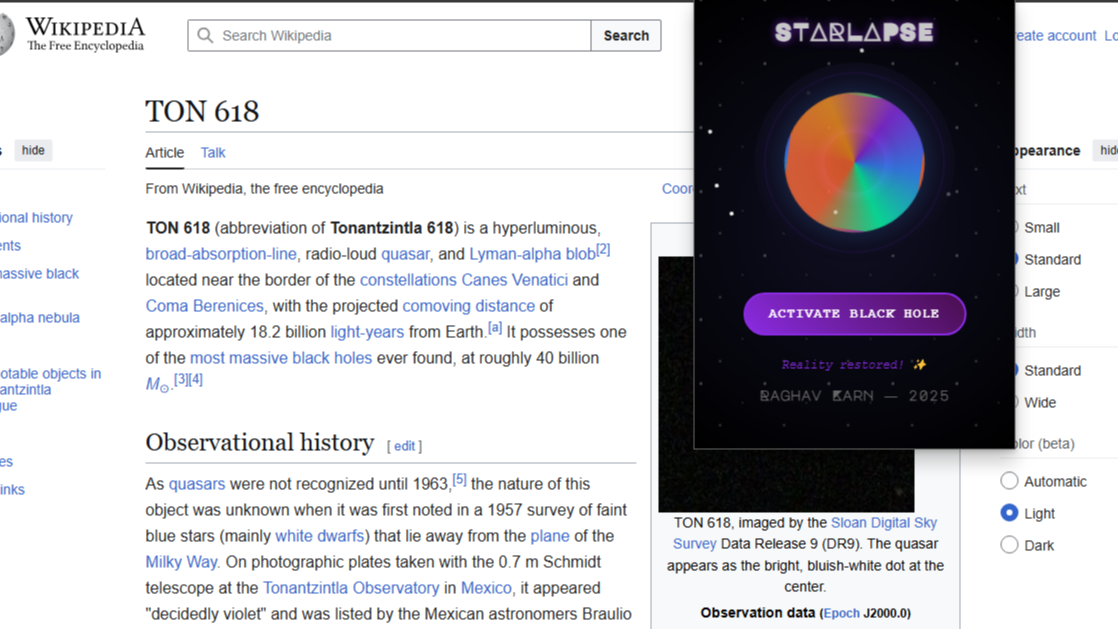 WIKIPEDIA
The Free Encyclopedia
Search Wikipedia
Search
STARLAPSE
eate account Lo
TON 618
s hide
Article Talk
ppearance hid
From Wikipedia, the free encyclopedia
Coor
xt
TON 618 (abbreviation of Tonantzintla 618) is a hyperluminous,
broad-absorption-line, radio-loud quasar, and Lyman-alpha blob[2]
located near the border of the constellations Canes Venatici and
Coma Berenices, with the projected comoving distance of
approximately 18.2 billion light-years from Earth.[a] It possesses one
of the most massive black holes ever found, at roughly 40 billion
M☉.[3][4]
ional history
ents
assive black
alpha nebula
otable objects in
antzintla
gue
es
inks
ACTIVATE BLACK HOLE
Reality restored! ✨
RAGHAV KARN — 2025
Small
Standard
Large
idth
Standard
Wide
olor (beta)
Automatic
Light
Dark
Observational history [ edit ]
As quasars were not recognized until 1963,[5] the nature of this
object was unknown when it was first noted in a 1957 survey of faint
blue stars (mainly white dwarfs) that lie away from the plane of the
Milky Way. On photographic plates taken with the 0.7 m Schmidt
telescope at the Tonantzintla Observatory in Mexico, it appeared
"decidedly violet" and was listed by the Mexican astronomers Braulio
TON 618, imaged by the Sloan Digital Sky
Survey Data Release 9 (DR9). The quasar
appears as the bright, bluish-white dot at the
center.
Observation data (Epoch J2000.0)